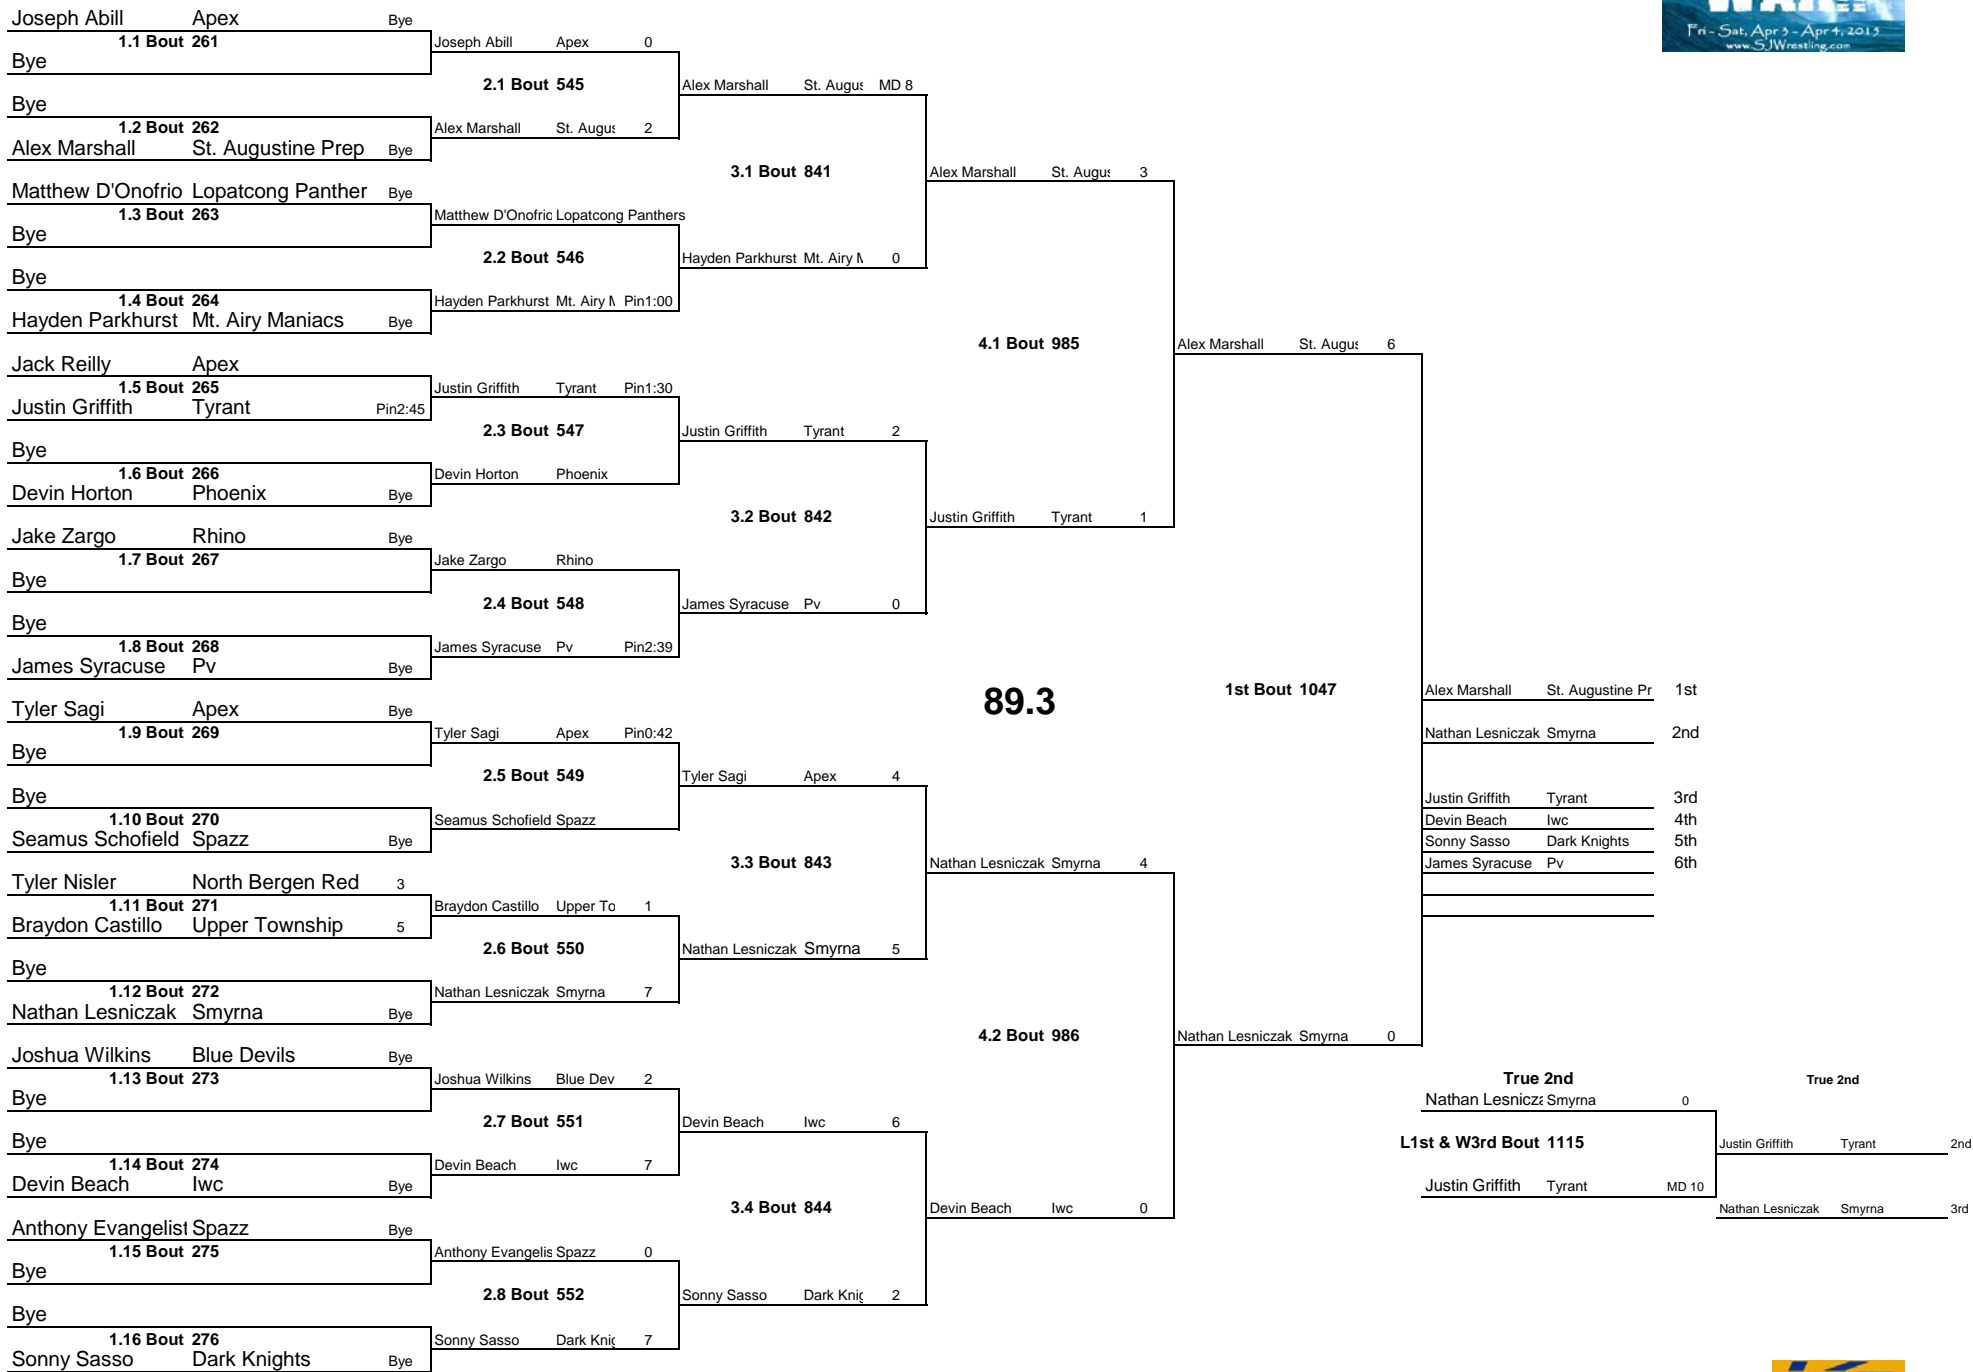 Fri - Sat, Apr 3 - Apr 4, 2015
www.SJWrestling.com
Joseph Abill Apex Bye
1.1 Bout 261
Bye
Bye
1.2 Bout 262
Alex Marshall St. Augustine Prep Bye
Matthew D'Onofrio Lopatcong Panther Bye
1.3 Bout 263
Bye
Bye
1.4 Bout 264
Hayden Parkhurst Mt. Airy Maniacs Bye
Jack Reilly Apex
1.5 Bout 265
Justin Griffith Tyrant Pin2:45
Bye
1.6 Bout 266
Devin Horton Phoenix Bye
Jake Zargo Rhino Bye
1.7 Bout 267
Bye
Bye
1.8 Bout 268
James Syracuse Pv Bye
Tyler Sagi Apex Bye
1.9 Bout 269
Bye
Bye
1.10 Bout 270
Seamus Schofield Spazz Bye
Tyler Nisler North Bergen Red 3
1.11 Bout 271
Braydon Castillo Upper Township 5
Bye
1.12 Bout 272
Nathan Lesniczak Smyrna Bye
Joshua Wilkins Blue Devils Bye
1.13 Bout 273
Bye
Bye
1.14 Bout 274
Devin Beach Iwc Bye
Anthony Evangelist Spazz Bye
1.15 Bout 275
Bye
Bye
1.16 Bout 276
Sonny Sasso Dark Knights Bye
Joseph Abill Apex 0
2.1 Bout 545
Alex Marshall St. Augus 2
Matthew D'Onofric Lopatcong Panthers
2.2 Bout 546
Hayden Parkhurst Mt. Airy M Pin1:00
Justin Griffith Tyrant Pin1:30
2.3 Bout 547
Devin Horton Phoenix
Jake Zargo Rhino
2.4 Bout 548
James Syracuse Pv Pin2:39
Tyler Sagi Apex Pin0:42
2.5 Bout 549
Seamus Schofield Spazz
Braydon Castillo Upper To 1
2.6 Bout 550
Nathan Lesniczak Smyrna 7
Joshua Wilkins Blue Dev 2
2.7 Bout 551
Devin Beach Iwc 7
Anthony Evangelis Spazz 0
2.8 Bout 552
Sonny Sasso Dark Knig 7
Alex Marshall St. Augus MD 8
3.1 Bout 841
Hayden Parkhurst Mt. Airy M 0
Justin Griffith Tyrant 2
3.2 Bout 842
James Syracuse Pv 0
Tyler Sagi Apex 4
3.3 Bout 843
Nathan Lesniczak Smyrna 5
Devin Beach Iwc 6
3.4 Bout 844
Sonny Sasso Dark Knig 2
Alex Marshall St. Augus 3
4.1 Bout 985
Justin Griffith Tyrant 1
89.3
Nathan Lesniczak Smyrna 4
4.2 Bout 986
Devin Beach Iwc 0
Alex Marshall St. Augus 6
1st Bout 1047
Nathan Lesniczak Smyrna 0
Alex Marshall St. Augustine Pr 1st
Nathan Lesniczak Smyrna 2nd
Justin Griffith Tyrant 3rd
Devin Beach Iwc 4th
Sonny Sasso Dark Knights 5th
James Syracuse Pv 6th
True 2nd
Nathan Lesnicza Smyrna 0
L1st & W3rd Bout 1115
Justin Griffith Tyrant MD 10
True 2nd
Justin Griffith Tyrant 2nd
Nathan Lesniczak Smyrna 3rd